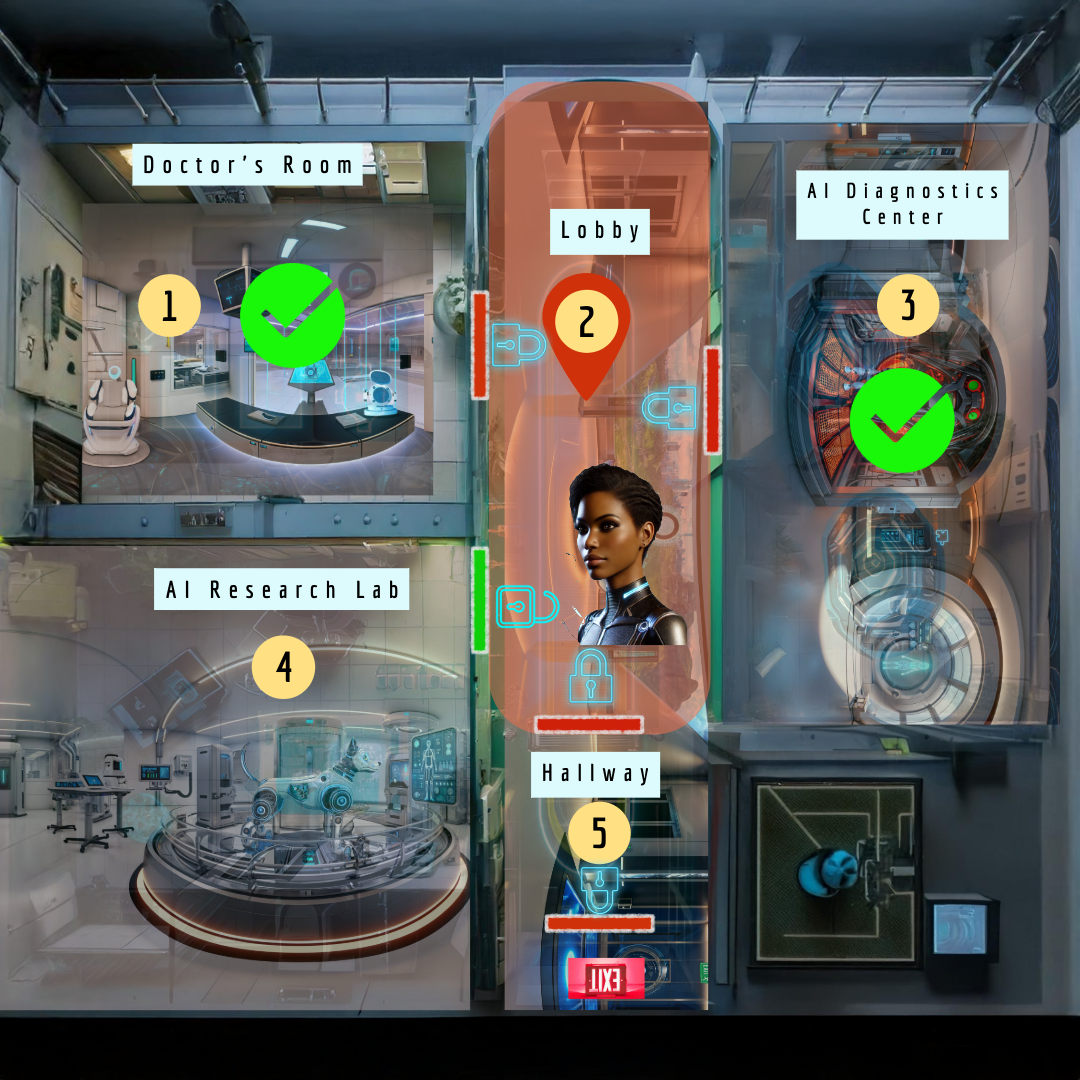 Doctor's Room
AI Diagnostics
Center
Lobby
1
2
3
AI Research Lab
4
Hallway
5
EXIT